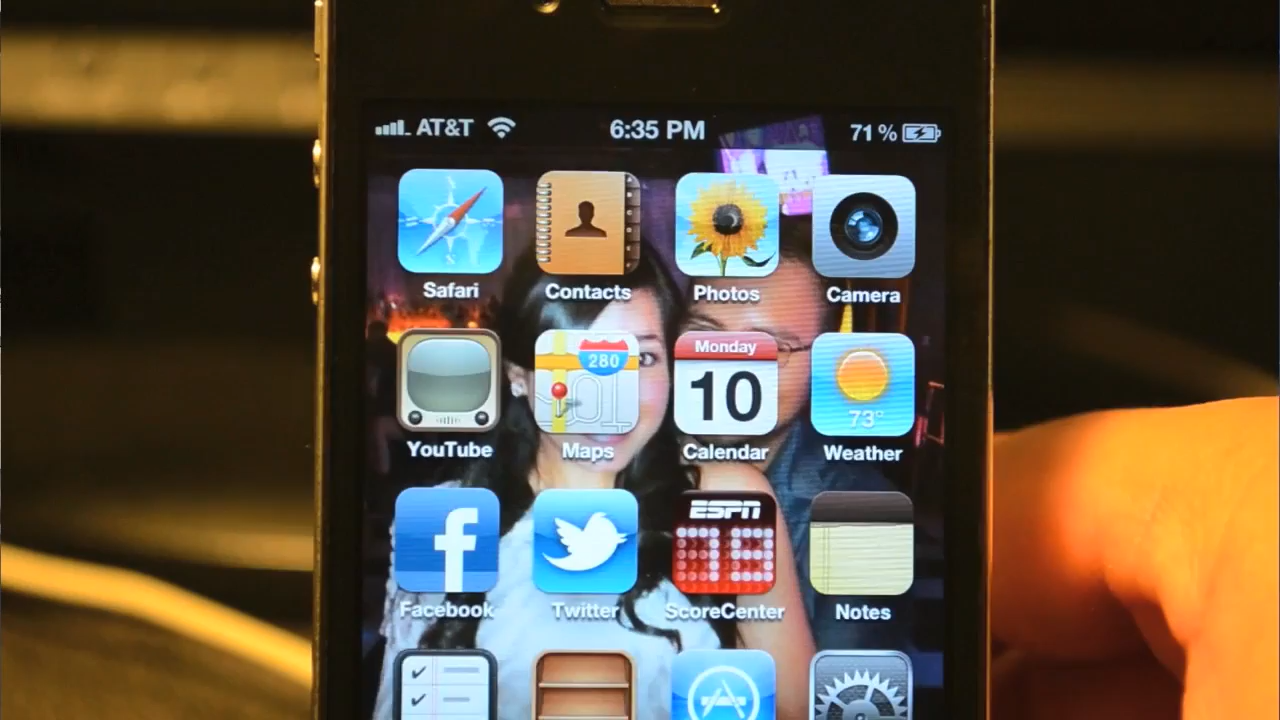 AT&T 6:35 PM 71%
Safari Contacts Photos Camera
280 Monday
10 73°
YouTube Maps Calendar Weather
f ESPN
Facebook Twitter ScoreCenter Notes